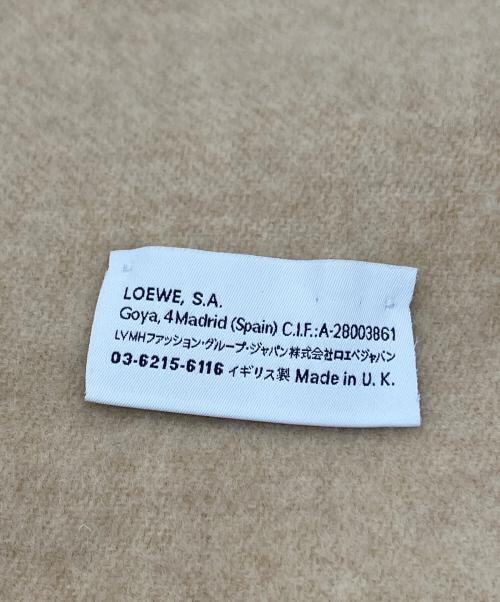 LOEWE, S.A.
Goya, 4 Madrid (Spain) C.I.F.:A-28003861
LVMHファッション・グループ・ジャパン株式会社ロエベジャパン
03-6215-6116 イギリス製 Made in U. K.